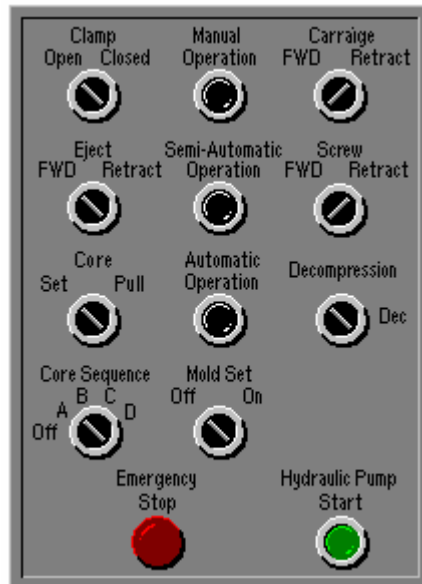 Clamp
Open Closed
Manual
Operation
Carraige
FWD Retract
Eject
FWD Retract
Semi-Automatic
Operation
Screw
FWD Retract
Core
Set Pull
Automatic
Operation
Decompression
Dec
Core Sequence
Off A B C D
Mold Set
Off On
Emergency
Stop
Hydraulic Pump
Start